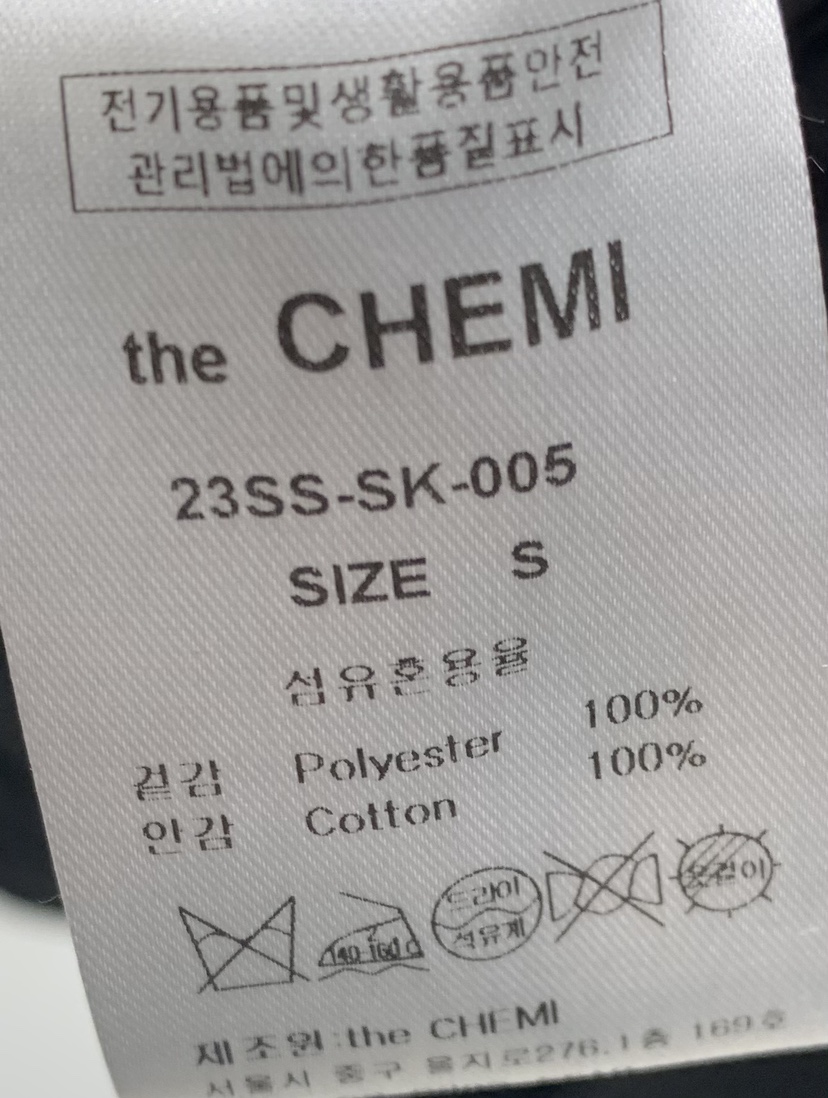 전기용품및생활용품안전
관리법에의한품질표시
the CHEMI
23SS-SK-005
SIZE S
섬유혼용율
겉감 Polyester 100%
안감 Cotton 100%
140-160℃
드라이
석유계
옷걸이
제조원:the CHEMI
서울시 중구 을지로276.1층 169호